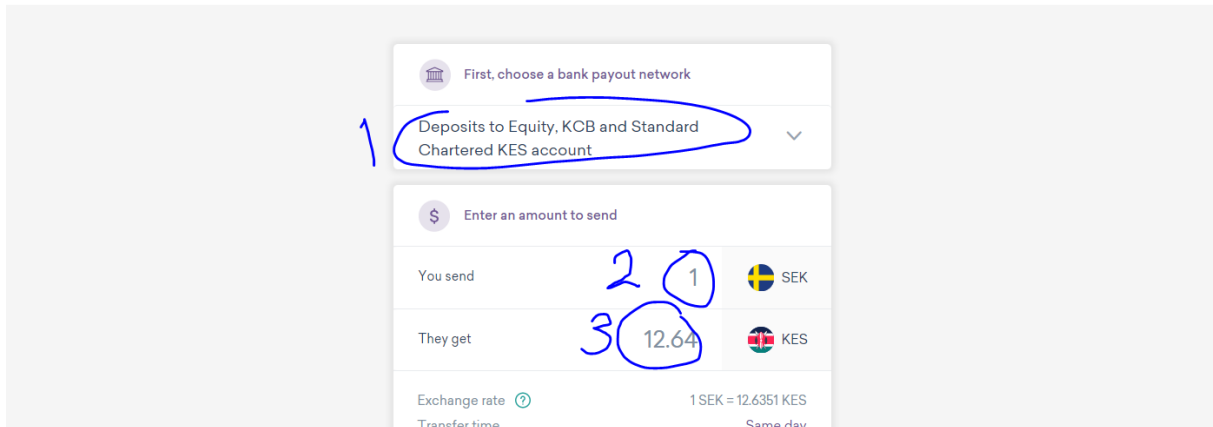 First, choose a bank payout network
1
Deposits to Equity, KCB and Standard
Chartered KES account
$ Enter an amount to send
You send 2 1 SEK
They get 3 12.64 KES
Exchange rate ? 1 SEK = 12.6351 KES
Transfer time Same day